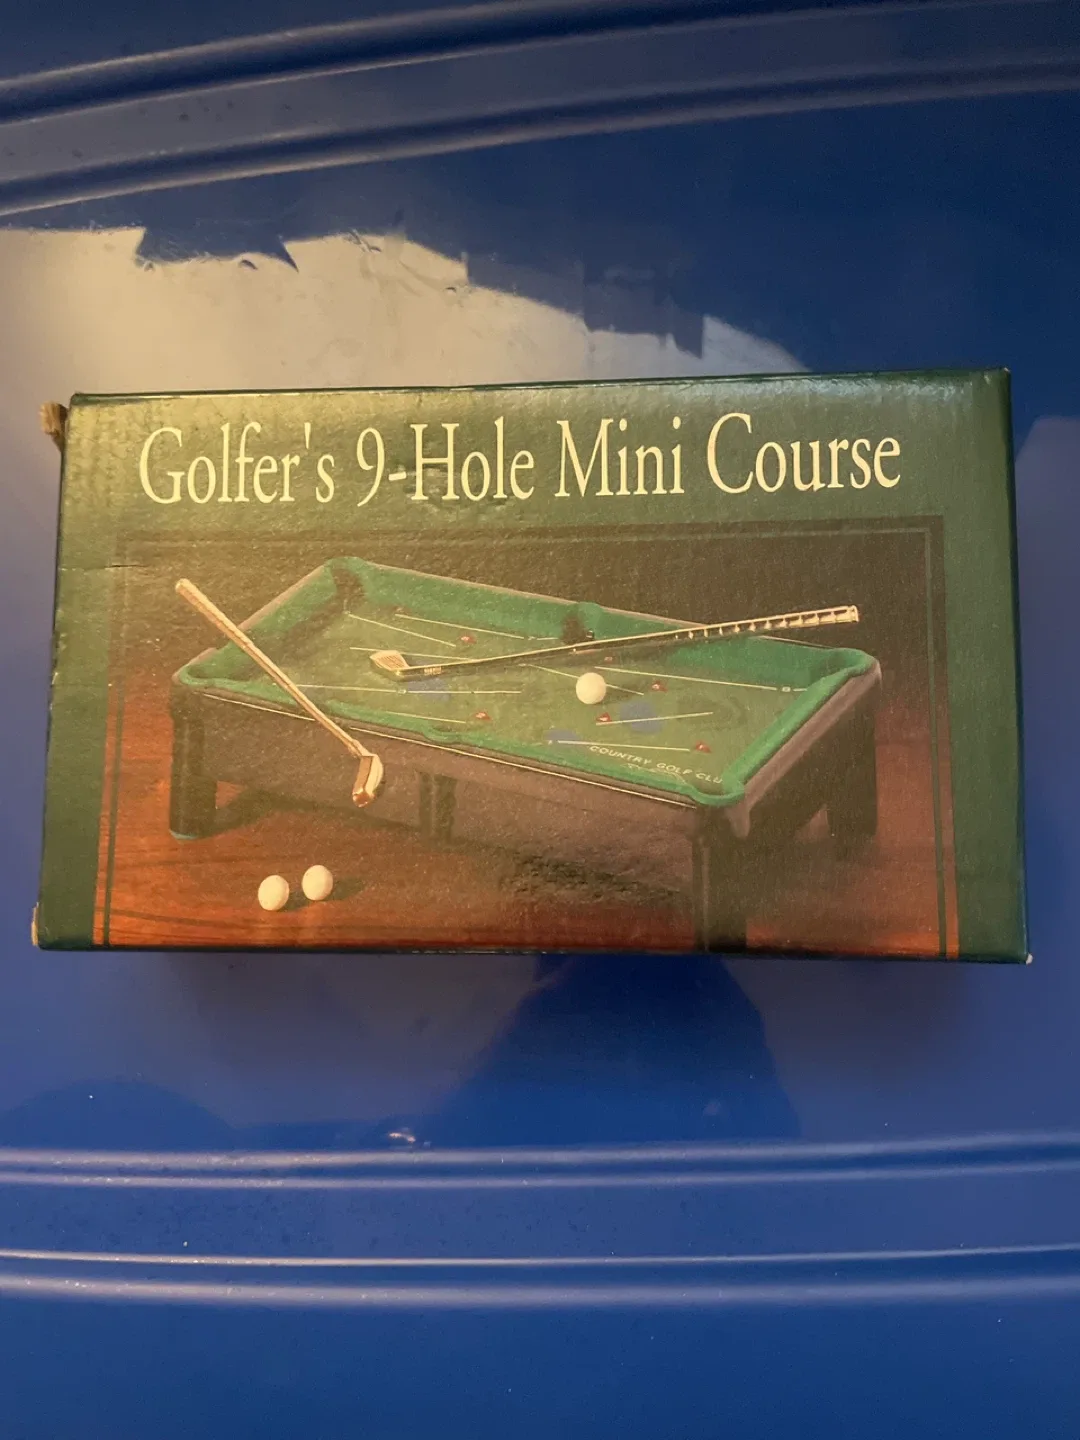 Golfer's 9-Hole Mini Course
COUNTRY GOLF CLU